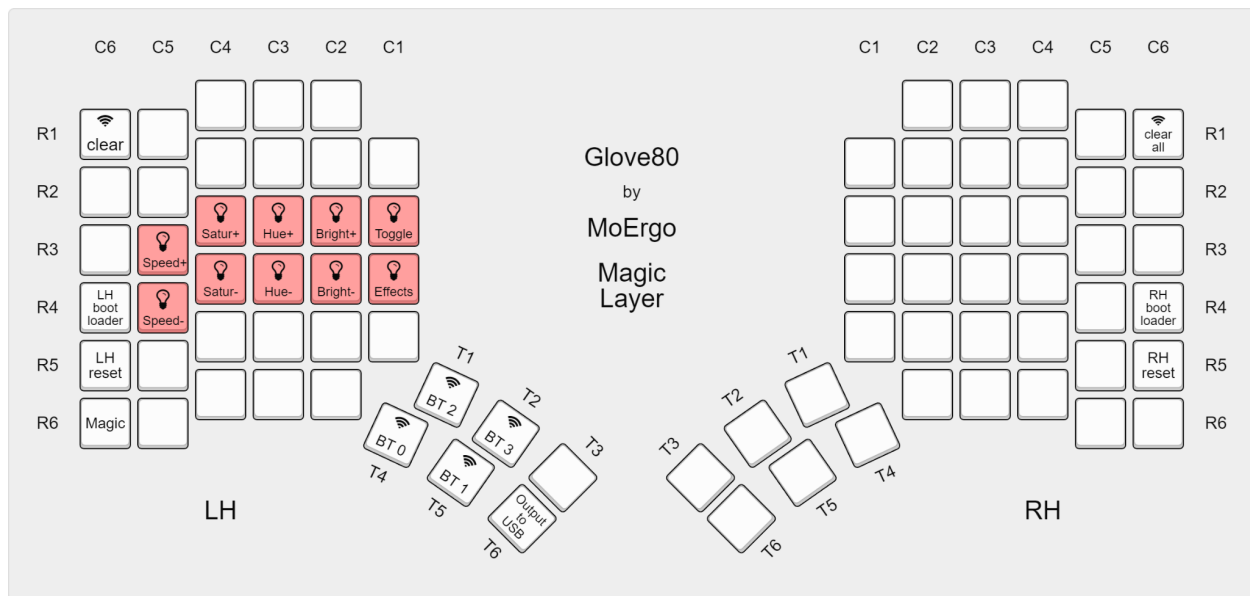 C6 C5 C4 C3 C2 C1 C1 C2 C3 C4 C5 C6
R1 clear Glove80 clear all R1
R2 by R2
R3 Speed+ Satur+ Hue+ Bright+ Toggle MoErgo R3
Magic
Layer
R4 LH boot loader Speed- Satur- Hue- Bright- Effects RH boot loader R4
R5 LH reset RH reset R5
R6 Magic R6
T1 T2 T3
BT 2 BT 3
BT 0 BT 1 Output to USB
T4 T5 T6
T1 T2 T3
T4 T5 T6
LH RH